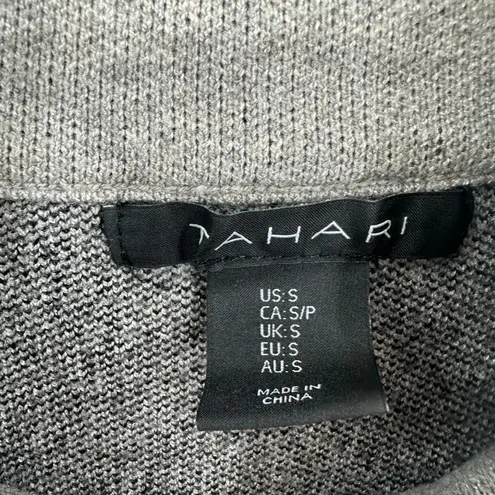 TAHARI
US: S
CA: S/P
UK: S
EU: S
AU: S
MADE IN
CHINA